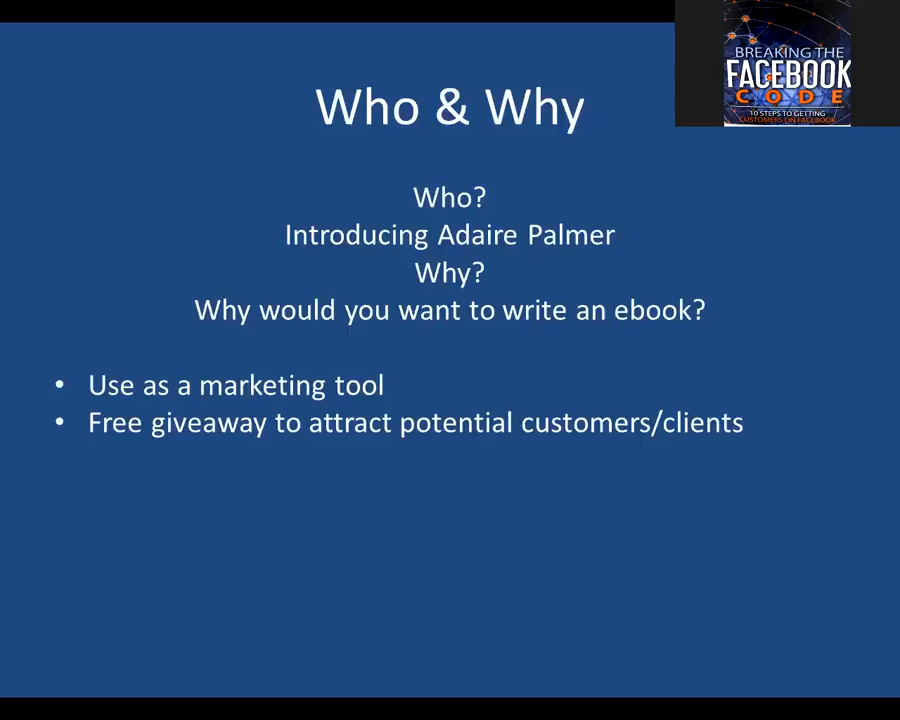 BREAKING THE
FACEBOOK
CODE
10 STEPS TO GETTING
CUSTOMERS ON FACEBOOK
Who & Why
Who?
Introducing Adaire Palmer
Why?
Why would you want to write an ebook?
• Use as a marketing tool
• Free giveaway to attract potential customers/clients